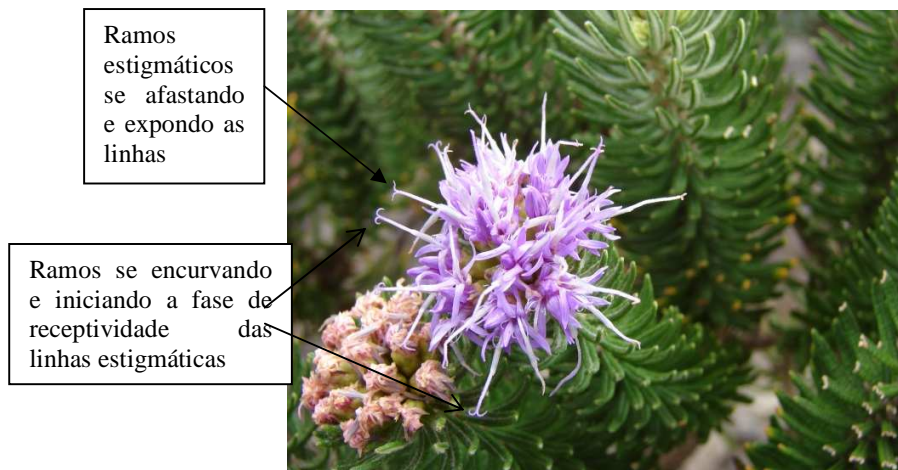 Ramos
estigmáticos
se afastando
e expondo as
linhas
Ramos se encurvando
e iniciando a fase de
receptividade das
linhas estigmáticas